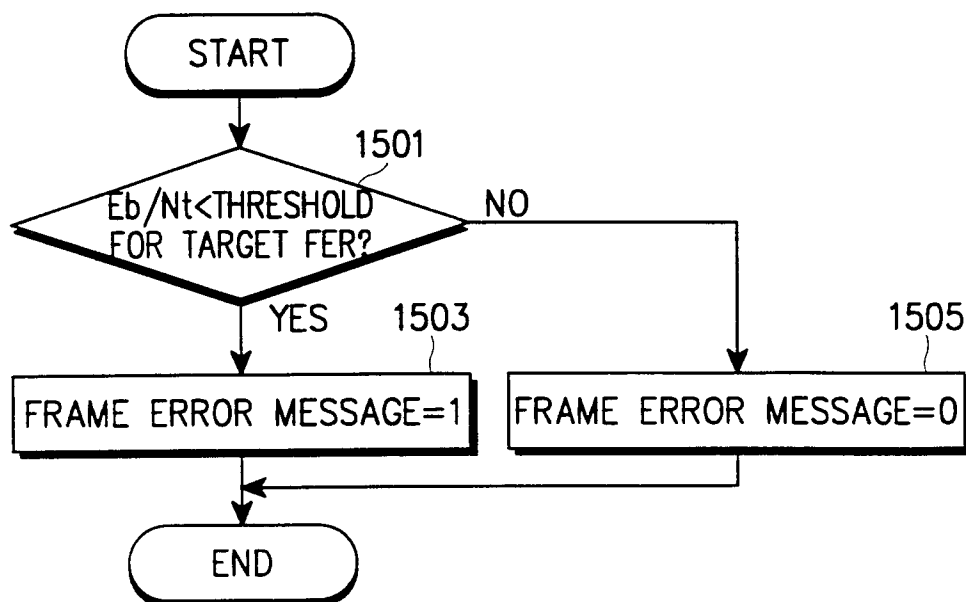 START
1501
Eb/Nt<THRESHOLD
FOR TARGET FER?
NO
YES
1503
1505
FRAME ERROR MESSAGE=1
FRAME ERROR MESSAGE=0
END